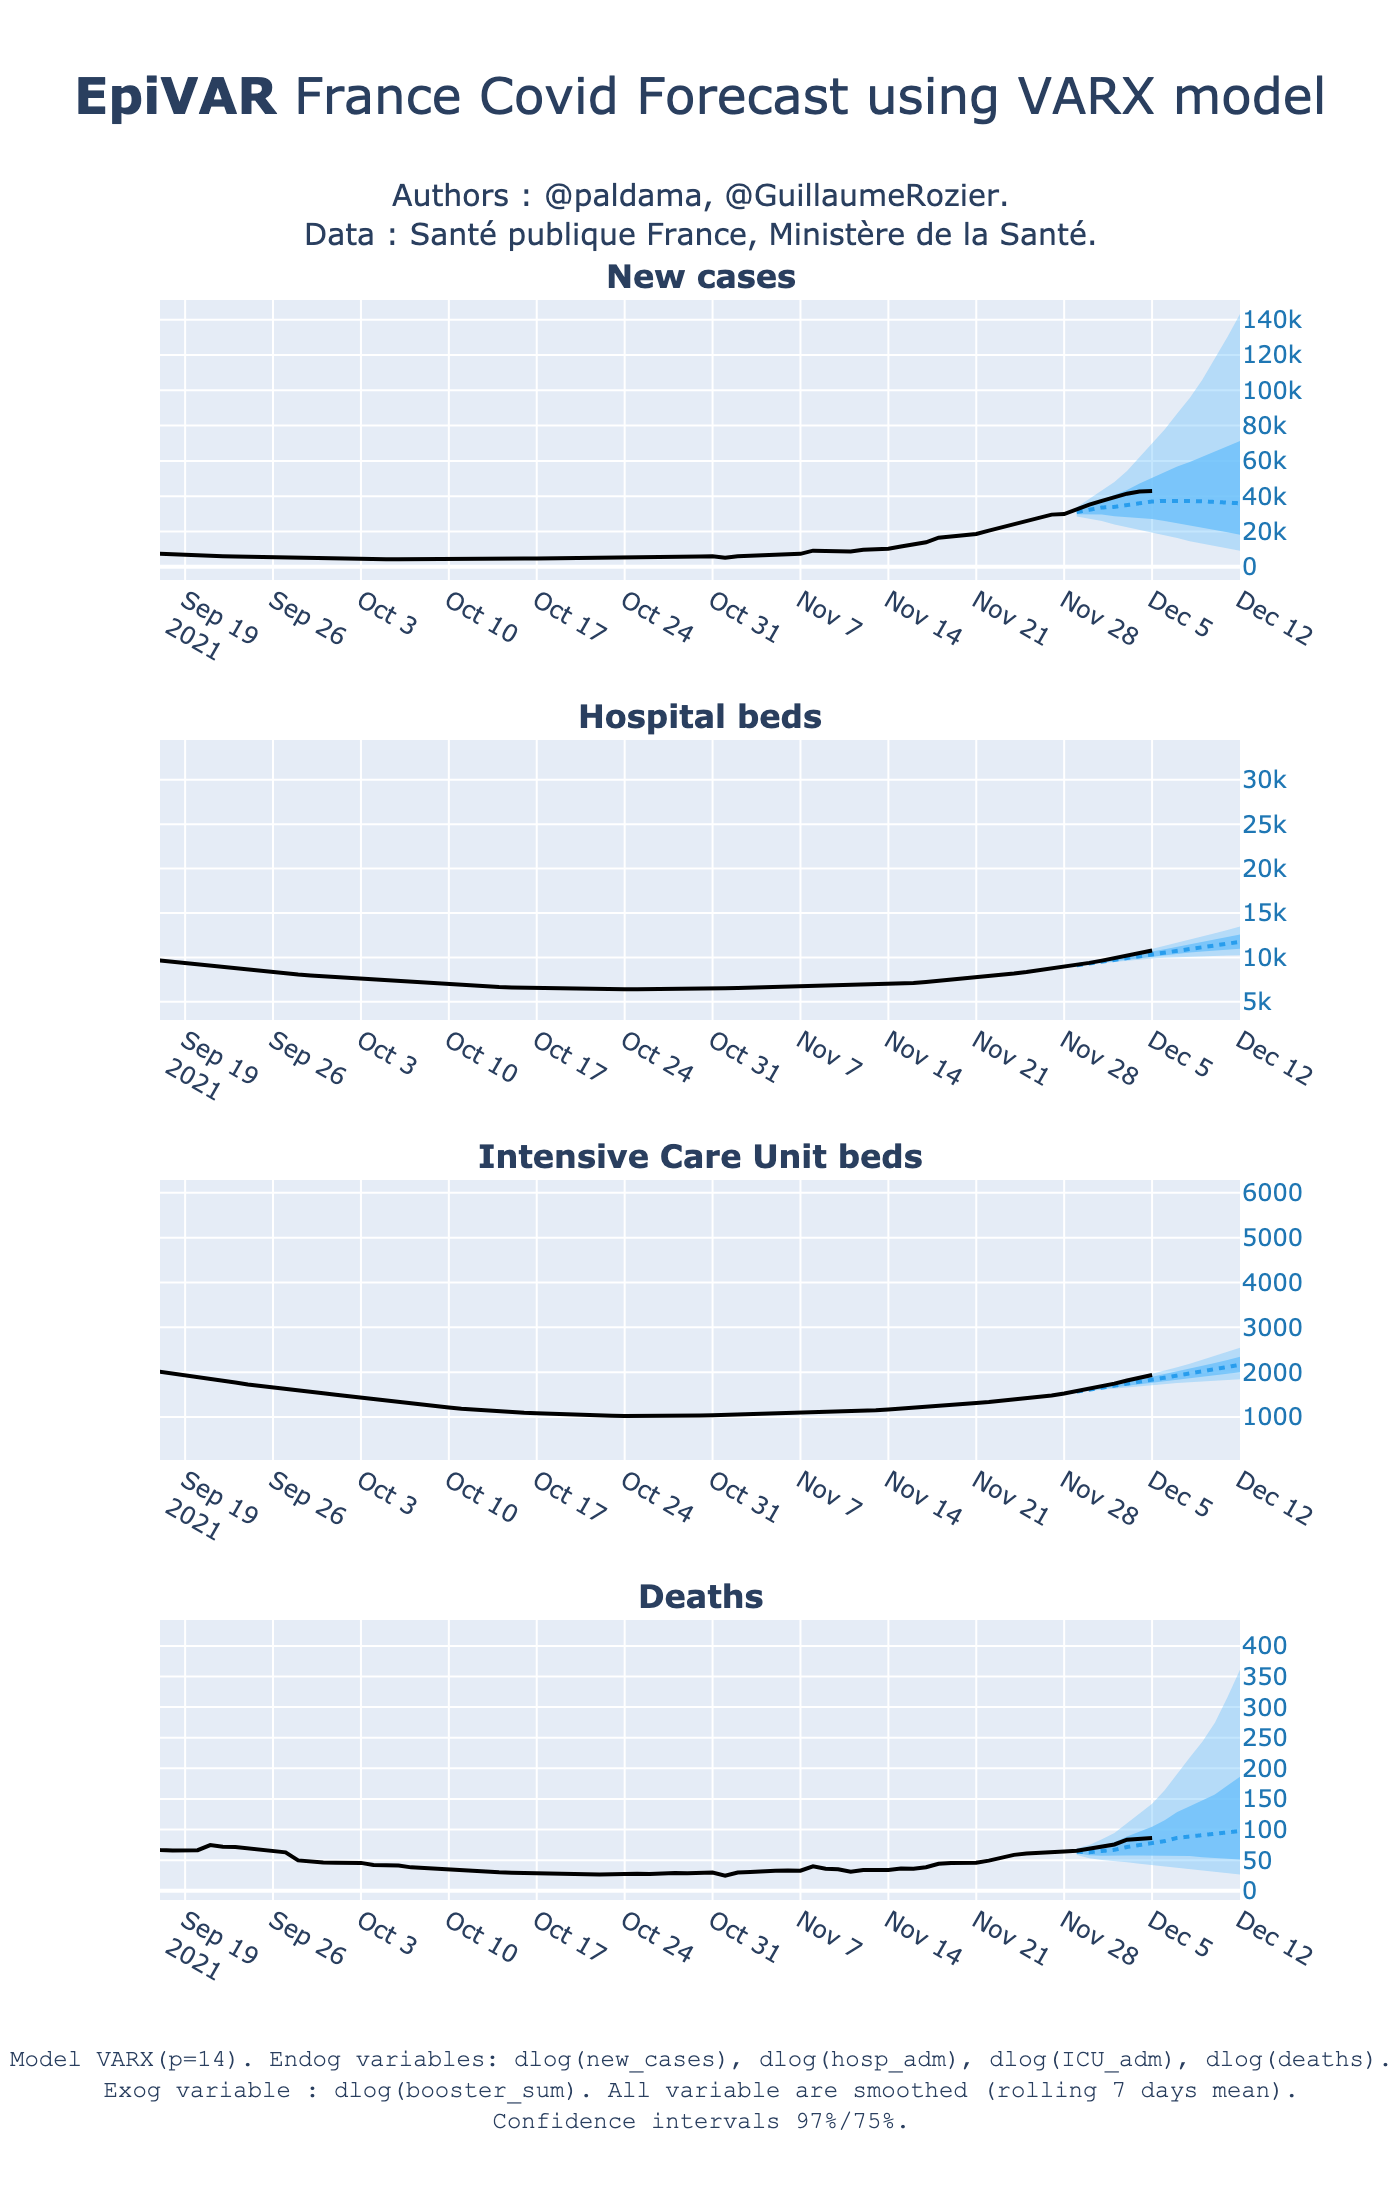 EpiVAR France Covid Forecast using VARX model
Authors : @paldama, @GuillaumeRozier.
Data : Santé publique France, Ministère de la Santé.
New cases
140k
120k
100k
80k
60k
40k
20k
0
Sep 19
2021
Sep 26
Oct 3
Oct 10
Oct 17
Oct 24
Oct 31
Nov 7
Nov 14
Nov 21
Nov 28
Dec 5
Dec 12
Hospital beds
30k
25k
20k
15k
10k
5k
Sep 19
2021
Sep 26
Oct 3
Oct 10
Oct 17
Oct 24
Oct 31
Nov 7
Nov 14
Nov 21
Nov 28
Dec 5
Dec 12
Intensive Care Unit beds
6000
5000
4000
3000
2000
1000
Sep 19
2021
Sep 26
Oct 3
Oct 10
Oct 17
Oct 24
Oct 31
Nov 7
Nov 14
Nov 21
Nov 28
Dec 5
Dec 12
Deaths
400
350
300
250
200
150
100
50
0
Sep 19
2021
Sep 26
Oct 3
Oct 10
Oct 17
Oct 24
Oct 31
Nov 7
Nov 14
Nov 21
Nov 28
Dec 5
Dec 12
Model VARX(p=14). Endog variables: dlog(new_cases), dlog(hosp_adm), dlog(ICU_adm), dlog(deaths).
Exog variable : dlog(booster_sum). All variable are smoothed (rolling 7 days mean).
Confidence intervals 97%/75%.